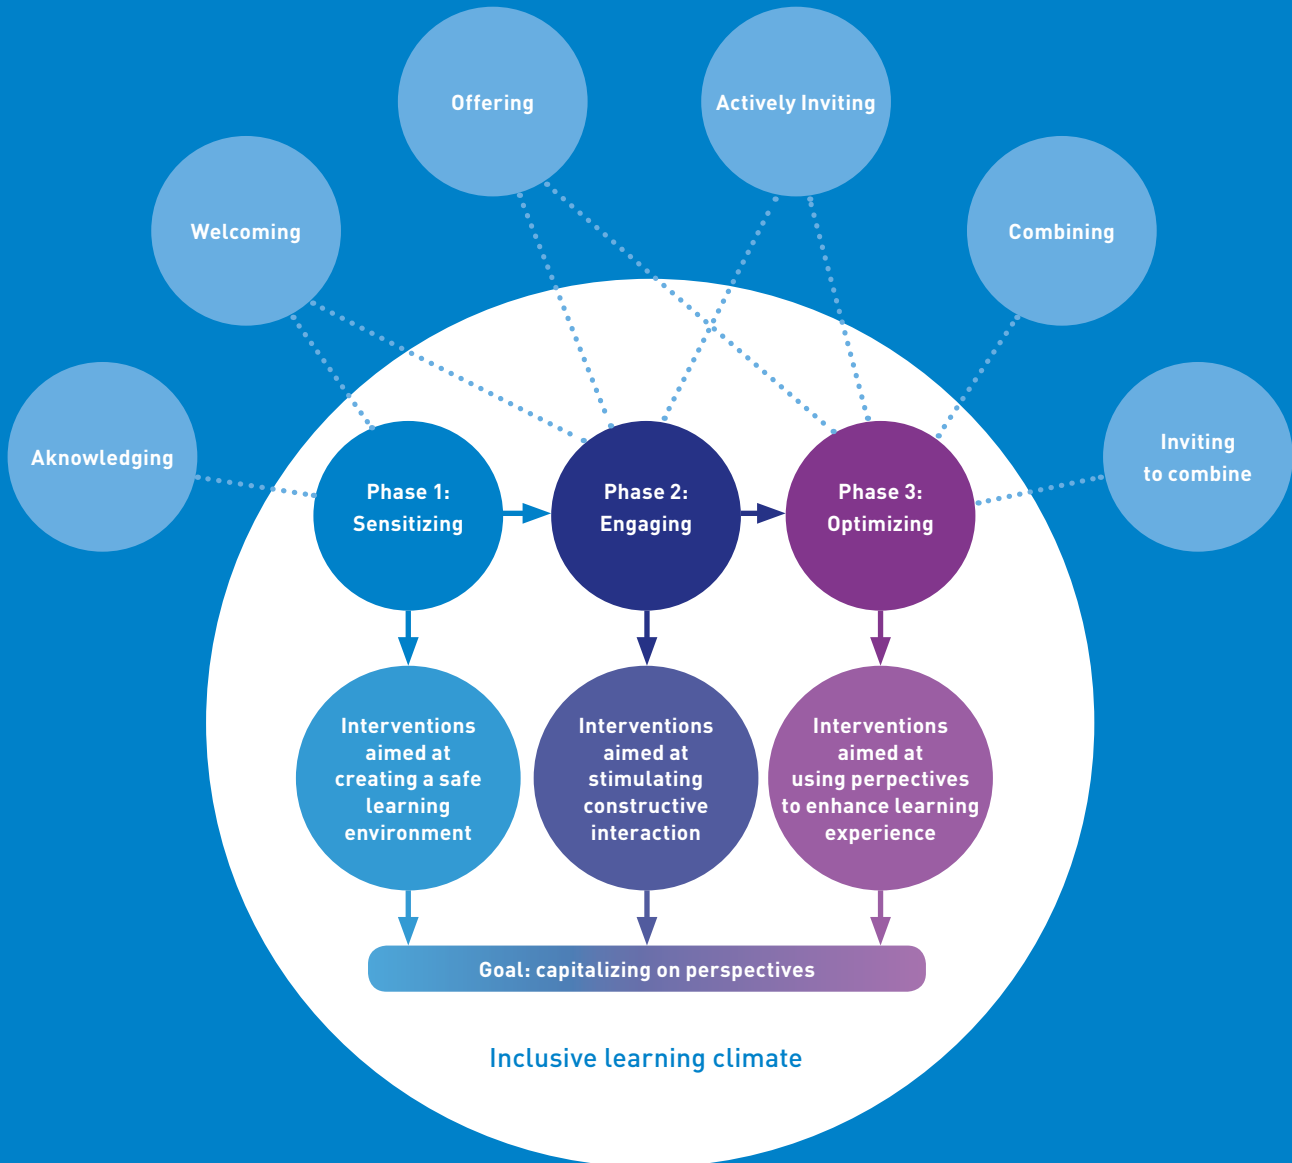 Offering
Actively Inviting
Welcoming
Combining
Aknowledging
Inviting
to combine
Phase 1:
Sensitizing
Phase 2:
Engaging
Phase 3:
Optimizing
Interventions
aimed at
creating a safe
learning
environment
Interventions
aimed at
stimulating
constructive
interaction
Interventions
aimed at
using perpectives
to enhance learning
experience
Goal: capitalizing on perspectives
Inclusive learning climate